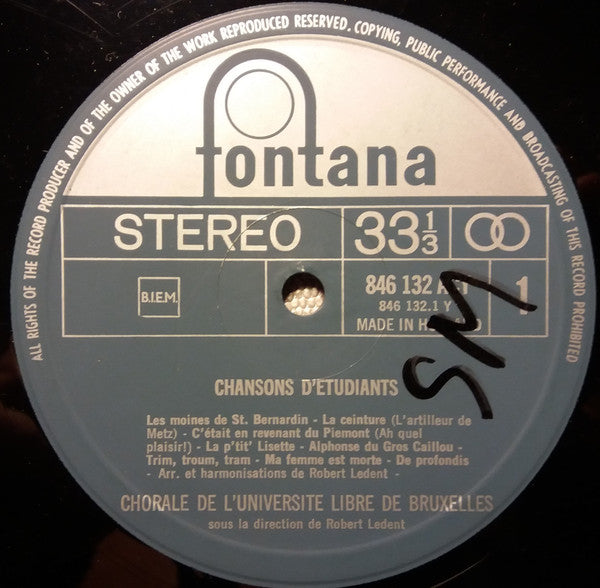 ALL RIGHTS OF THE RECORD PRODUCER AND OF THE OWNER OF THE WORK REPRODUCED RESERVED. COPYING, PUBLIC PERFORMANCE AND BROADCASTING OF THIS RECORD PROHIBITED
fontana
STEREO 33 1/3
B.I.E.M. 846 132 1
846 132.1 Y
MADE IN
SM
CHANSONS D'ETUDIANTS
Les moines de St. Bernardin - La ceinture (L'artilleur de
Metz) - C'était en revenant du Piemont (Ah quel
plaisir!) - La p'tit' Lisette - Alphonse du Gros Caillou -
Trim, troum, tram - Ma femme est morte - De profondis
- Arr. et harmonisations de Robert Ledent -
CHORALE DE L'UNIVERSITE LIBRE DE BRUXELLES
sous la direction de Robert Ledent